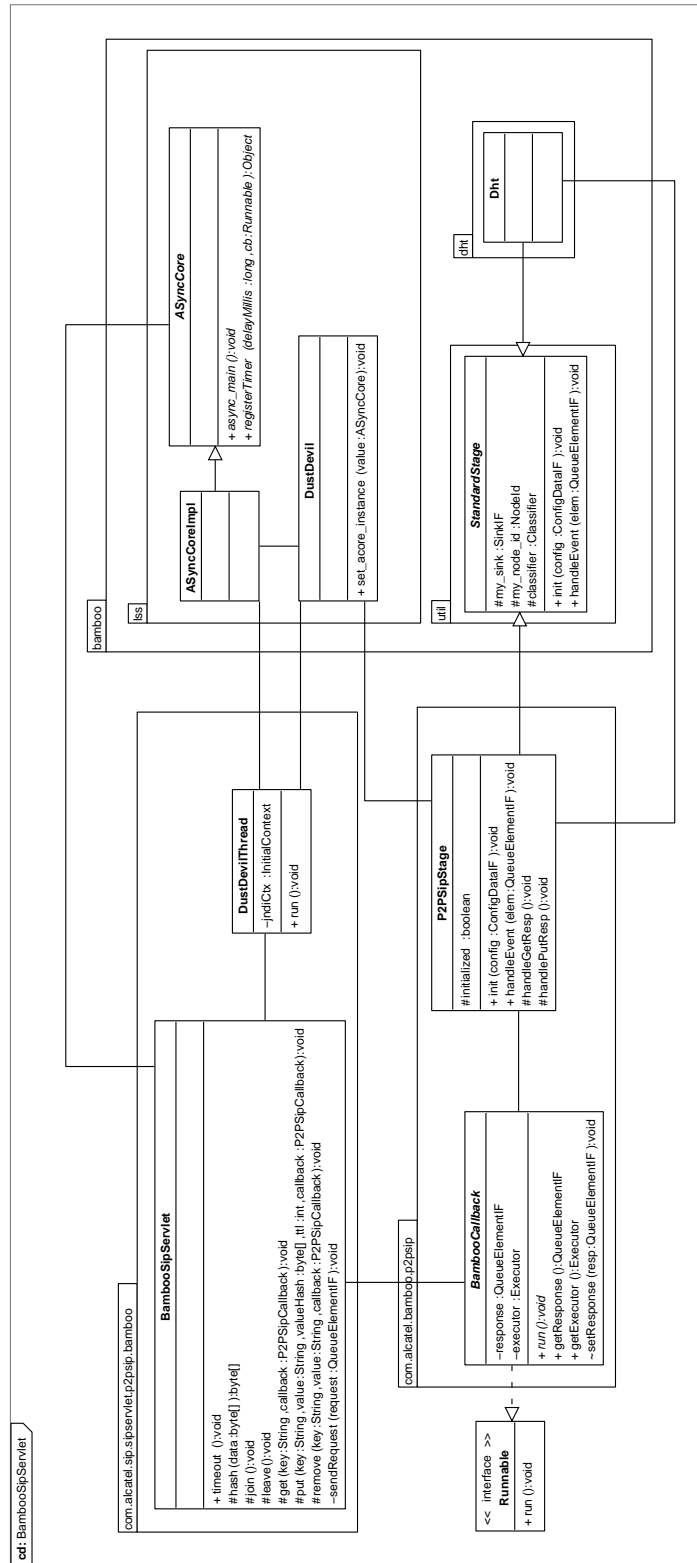 cd: BambooSipServlet
com.alcatel.sip.sipservlet.p2psip.bamboo
BambooSipServlet
+ timeout ():void
#hash (data :byte[] ):byte[]
#join ():void
#leave ():void
#get (key:String ,callback :P2PSipCallback):void
#put (key:String ,value:String ,valueHash :byte[] ,ttl :int ,callback :P2PSipCallback):void
#remove (key:String ,value:String ,callback :P2PSipCallback):void
–sendRequest (request :QueueElementIF ):void
DustDevilThread
–jndiCtx :InitialContext
+ run ():void
bamboo
lss
ASyncCoreImpl
ASyncCore
+ async_main ():void
+ registerTimer (delayMillis :long ,cb:Runnable ):Object
DustDevil
+ set_acore_instance (value :ASyncCore):void
<< interface >>
Runnable
+ run ():void
com.alcatel.bamboo.p2psip
BambooCallback
–response :QueueElementIF
–executor :Executor
+ run ():void
+ getResponse ():QueueElementIF
+ getExecutor ():Executor
~setResponse (resp:QueueElementIF ):void
P2PSipStage
#initialized :boolean
+ init (config :ConfigDataIF ):void
+ handleEvent (elem :QueueElementIF ):void
#handleGetResp ():void
#handlePutResp ():void
util
StandardStage
#my_sink :SinkIF
#my_node_id :NodeId
#classifier :Classifier
+ init (config :ConfigDataIF ):void
+ handleEvent (elem :QueueElementIF ):void
dht
Dht